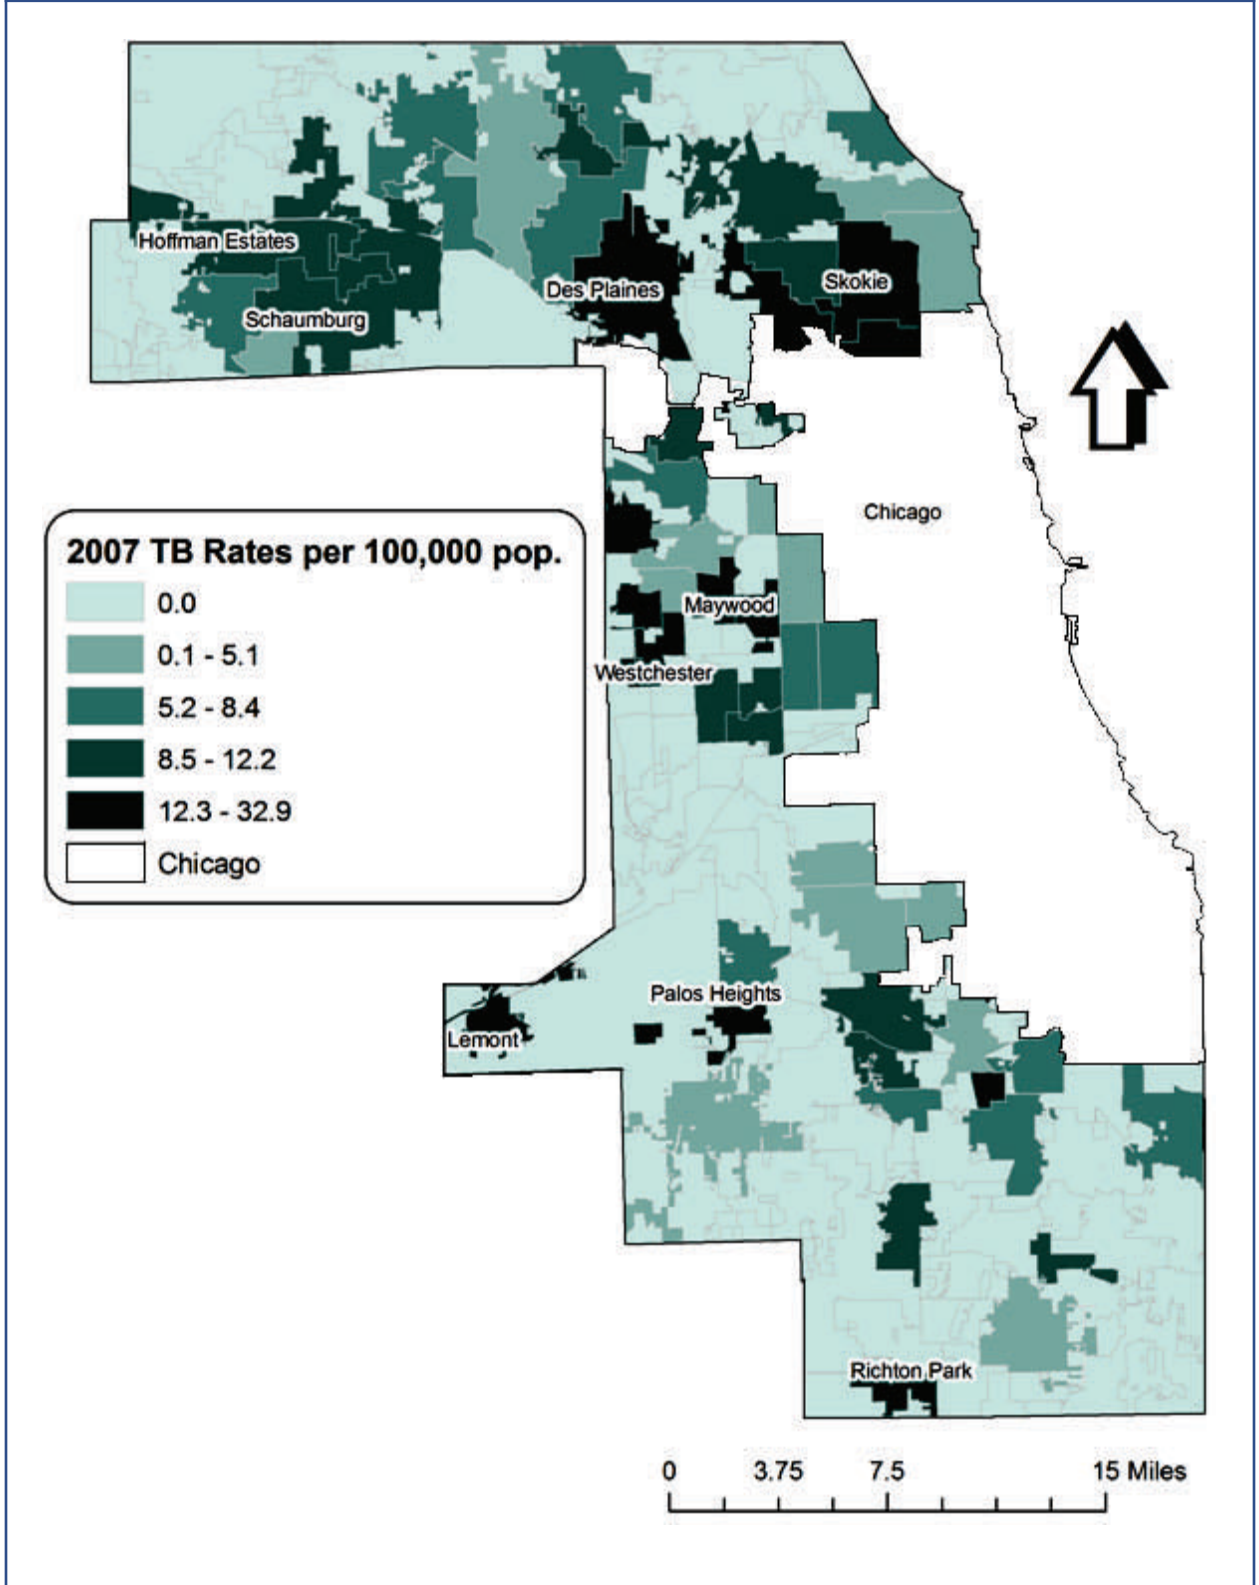 Hoffman Estates
Des Plaines
Skokie
Schaumburg
Chicago
2007 TB Rates per 100,000 pop.
0.0
0.1 - 5.1
5.2 - 8.4
8.5 - 12.2
12.3 - 32.9
Chicago
Maywood
Westchester
Palos Heights
Lemont
Richton Park
0 3.75 7.5 15 Miles